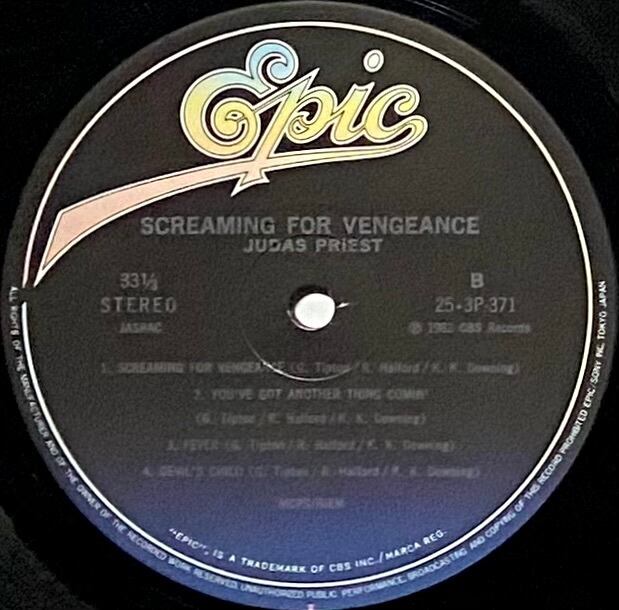 Epic
SCREAMING FOR VENGEANCE
JUDAS PRIEST
33⅓
STEREO
JASRAC
B
25・3P-371
Ⓟ 1982 CBS Records
1. SCREAMING FOR VENGEANCE (G. Tipton / R. Halford / K. K. Downing)
2. YOU'VE GOT ANOTHER THING COMIN'
(G. Tipton / R. Halford / K. K. Downing)
3. FEVER (G. Tipton / R. Halford / K. K. Downing)
4. DEVIL'S CHILD (G. Tipton / R. Halford / K. K. Downing)
"EPIC", IS A TRADEMARK OF CBS INC./MARCA REG.
ALL RIGHTS OF THE MANUFACTURER AND OF THE OWNER OF THE RECORDED WORK RESERVED. UNAUTHORIZED PUBLIC PERFORMANCE, BROADCASTING AND COPYING OF THIS RECORD PROHIBITED EPIC/SONY INC. TOKYO JAPAN